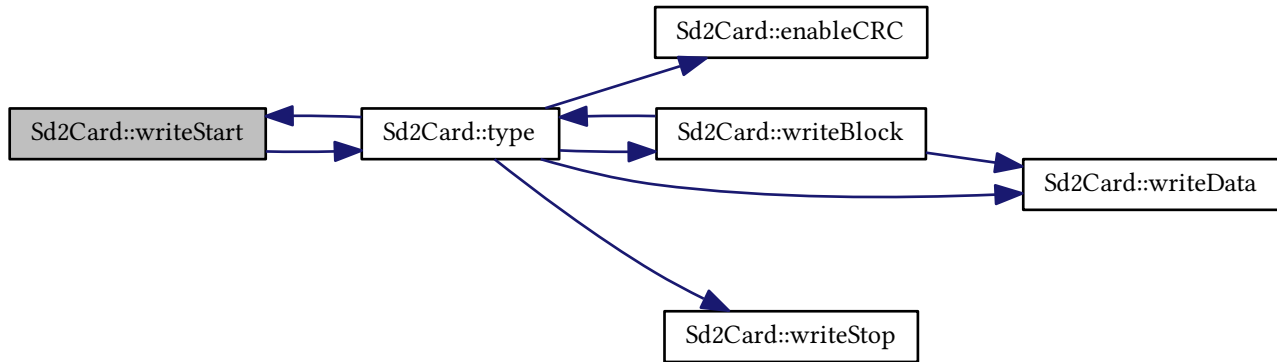 Sd2Card::enableCRC
Sd2Card::writeStart
Sd2Card::type
Sd2Card::writeBlock
Sd2Card::writeData
Sd2Card::writeStop